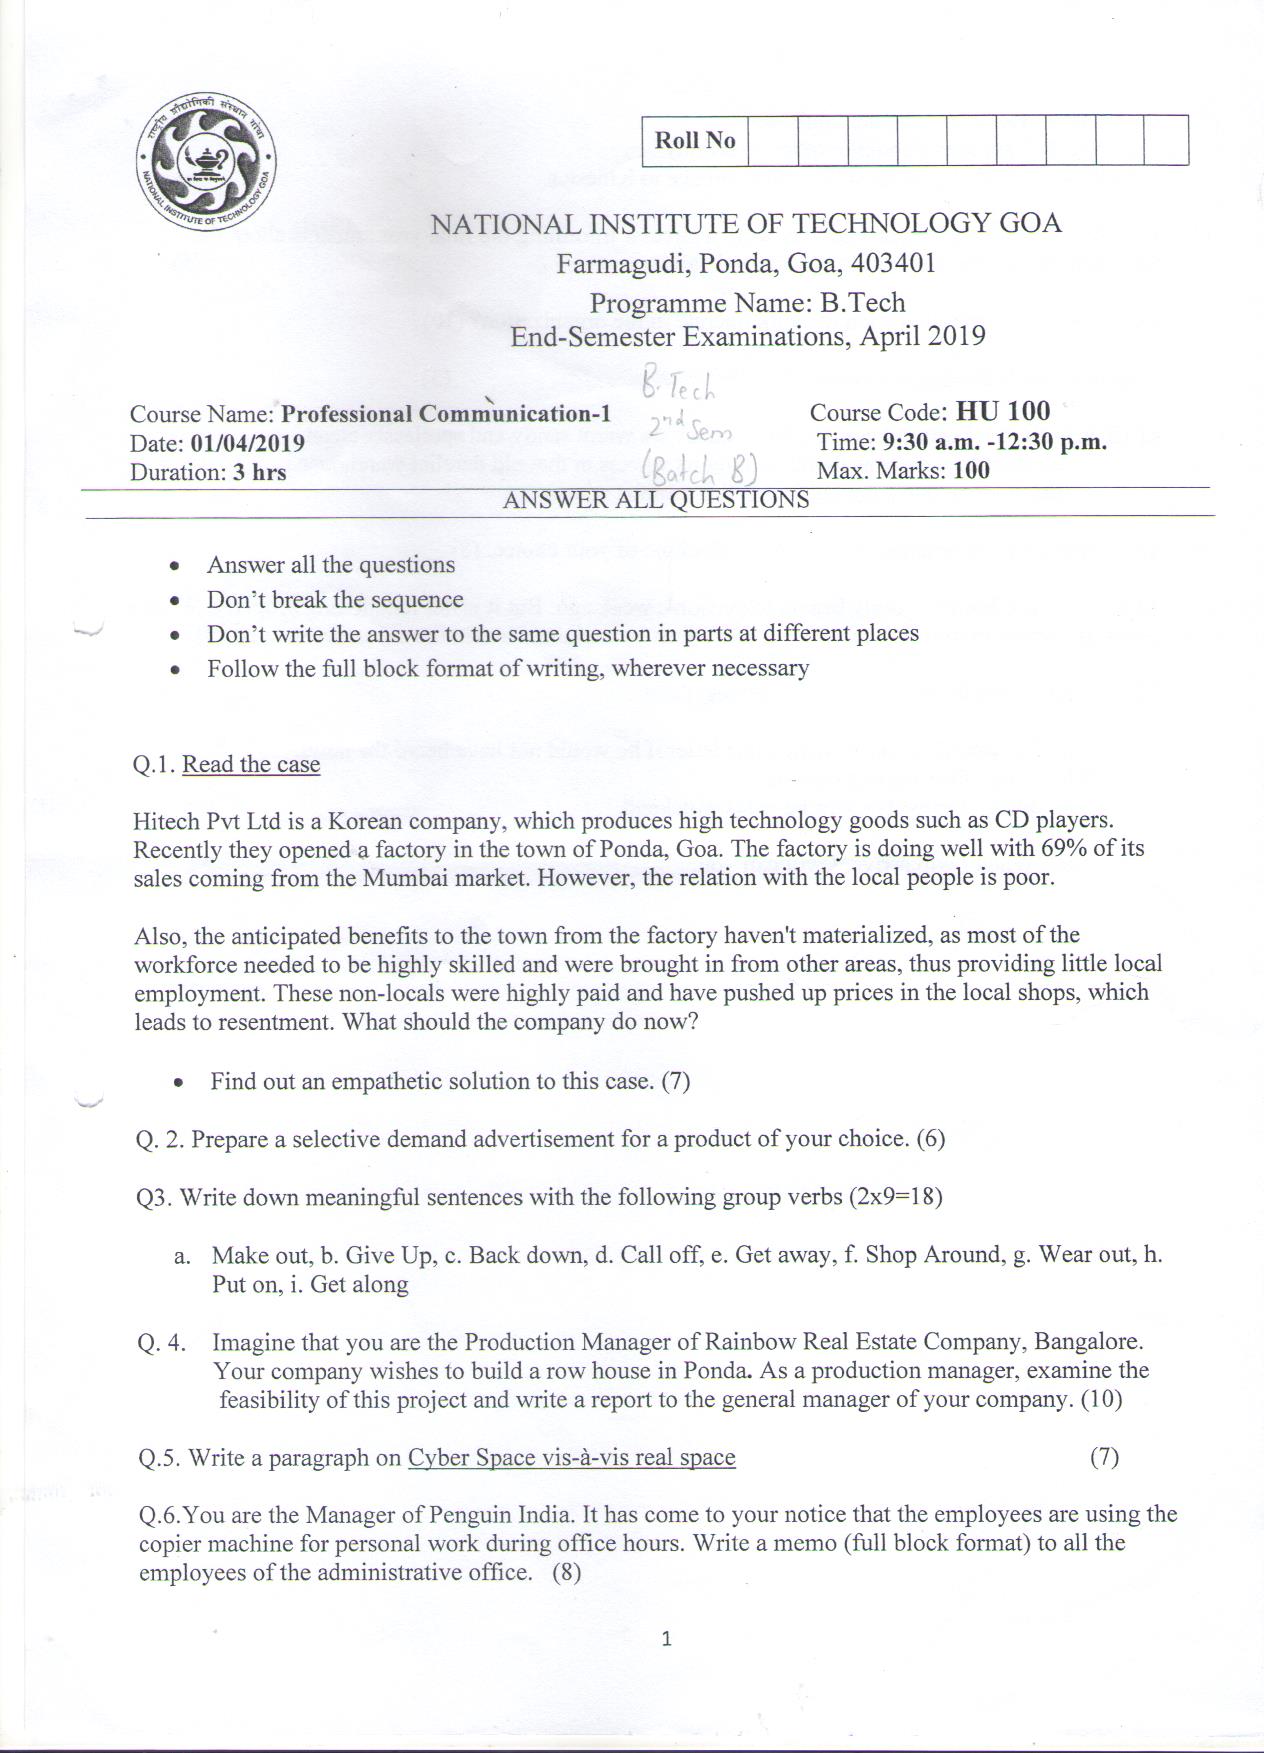 राष्ट्रीय प्रौद्योगिकी संस्थान गोवा
NATIONAL INSTITUTE OF TECHNOLOGY GOA
Roll No
NATIONAL INSTITUTE OF TECHNOLOGY GOA
Farmagudi, Ponda, Goa, 403401
Programme Name: B.Tech
End-Semester Examinations, April 2019
B.Tech
2nd Sem
(Batch B)
Course Name: Professional Communication-1
Course Code: HU 100
Date: 01/04/2019
Time: 9:30 a.m. -12:30 p.m.
Duration: 3 hrs
Max. Marks: 100
ANSWER ALL QUESTIONS
• Answer all the questions
• Don't break the sequence
• Don't write the answer to the same question in parts at different places
• Follow the full block format of writing, wherever necessary
Q.1. Read the case
Hitech Pvt Ltd is a Korean company, which produces high technology goods such as CD players.
Recently they opened a factory in the town of Ponda, Goa. The factory is doing well with 69% of its
sales coming from the Mumbai market. However, the relation with the local people is poor.
Also, the anticipated benefits to the town from the factory haven't materialized, as most of the
workforce needed to be highly skilled and were brought in from other areas, thus providing little local
employment. These non-locals were highly paid and have pushed up prices in the local shops, which
leads to resentment. What should the company do now?
• Find out an empathetic solution to this case. (7)
Q. 2. Prepare a selective demand advertisement for a product of your choice. (6)
Q3. Write down meaningful sentences with the following group verbs (2x9=18)
a. Make out, b. Give Up, c. Back down, d. Call off, e. Get away, f. Shop Around, g. Wear out, h.
Put on, i. Get along
Q. 4. Imagine that you are the Production Manager of Rainbow Real Estate Company, Bangalore.
Your company wishes to build a row house in Ponda. As a production manager, examine the
feasibility of this project and write a report to the general manager of your company. (10)
Q.5. Write a paragraph on Cyber Space vis-à-vis real space (7)
Q.6.You are the Manager of Penguin India. It has come to your notice that the employees are using the
copier machine for personal work during office hours. Write a memo (full block format) to all the
employees of the administrative office. (8)
1